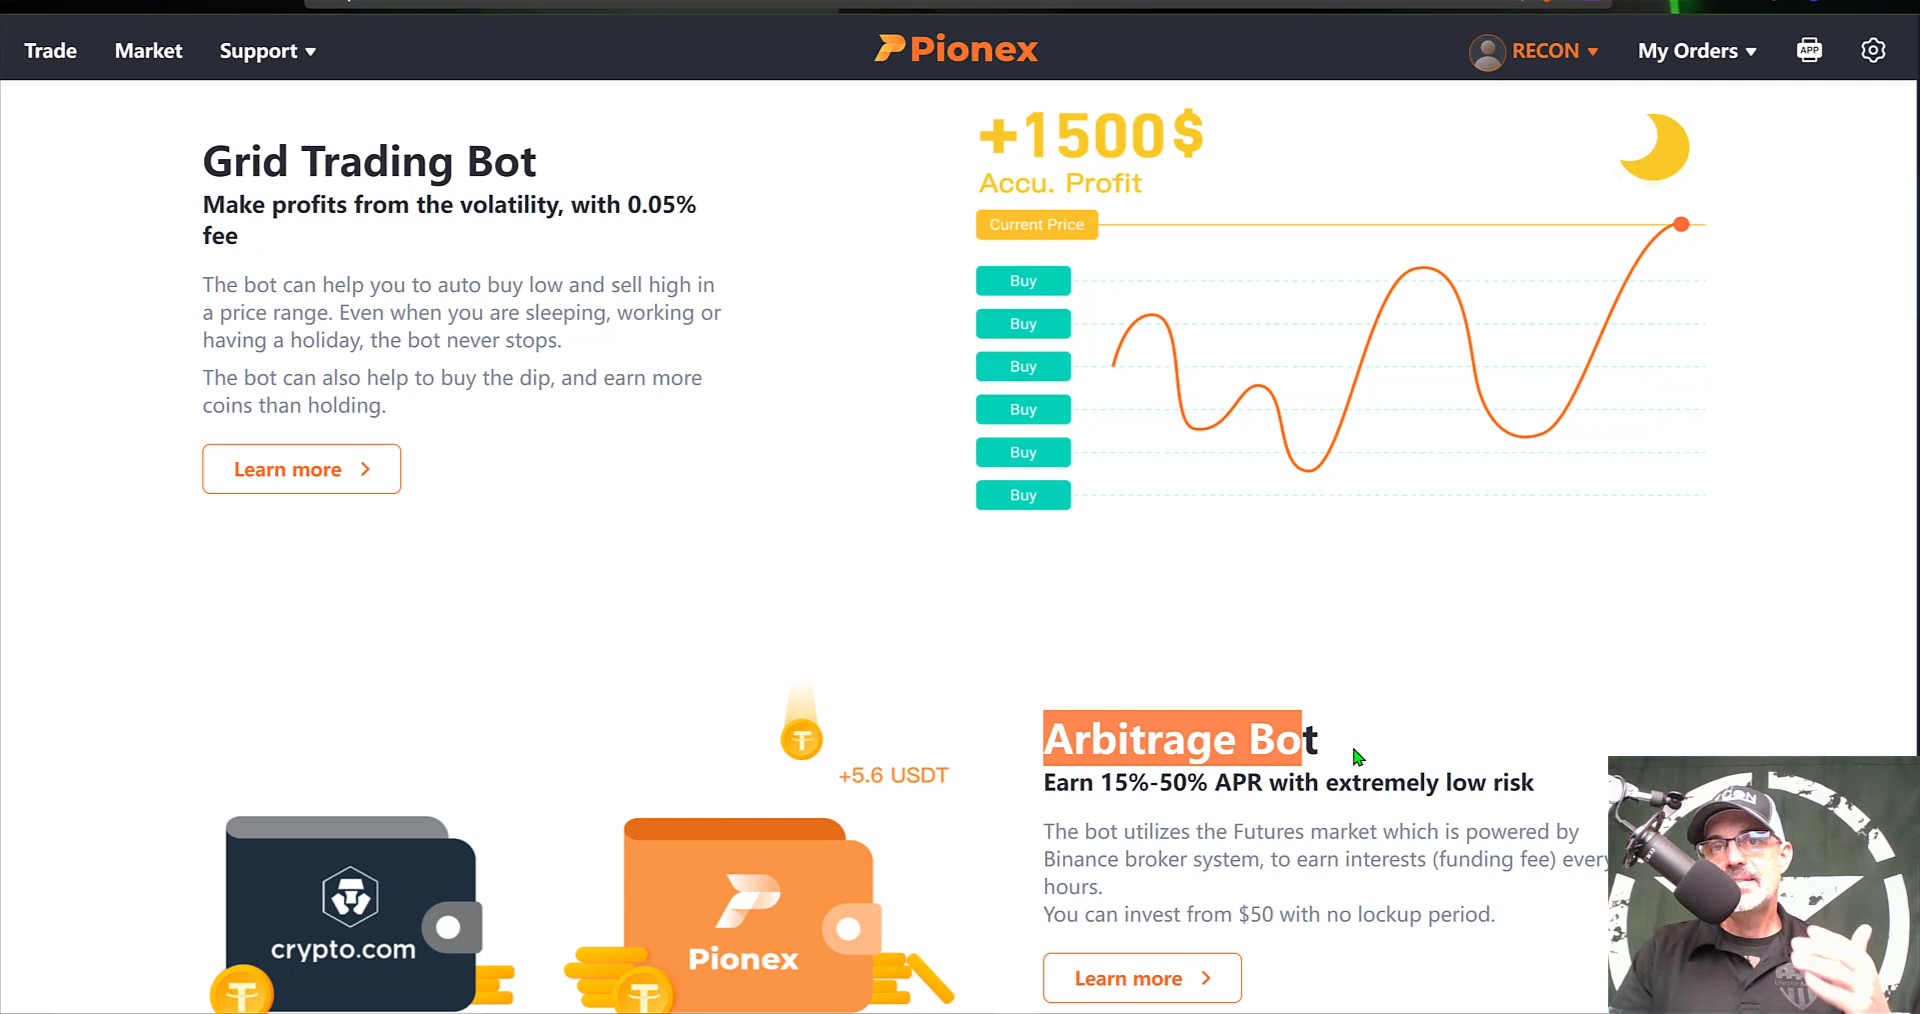 Trade Market Support RECON My Orders APP
Pionex
Grid Trading Bot
Make profits from the volatility, with 0.05%
fee
The bot can help you to auto buy low and sell high in
a price range. Even when you are sleeping, working or
having a holiday, the bot never stops.
The bot can also help to buy the dip, and earn more
coins than holding.
Learn more
+1500$
Accu. Profit
Current Price
Buy
Buy
Buy
Buy
Buy
Buy
+5.6 USDT
crypto.com
Pionex
Arbitrage Bot
Earn 15%-50% APR with extremely low risk
The bot utilizes the Futures market which is powered by
Binance broker system, to earn interests (funding fee) every
hours.
You can invest from $50 with no lockup period.
Learn more